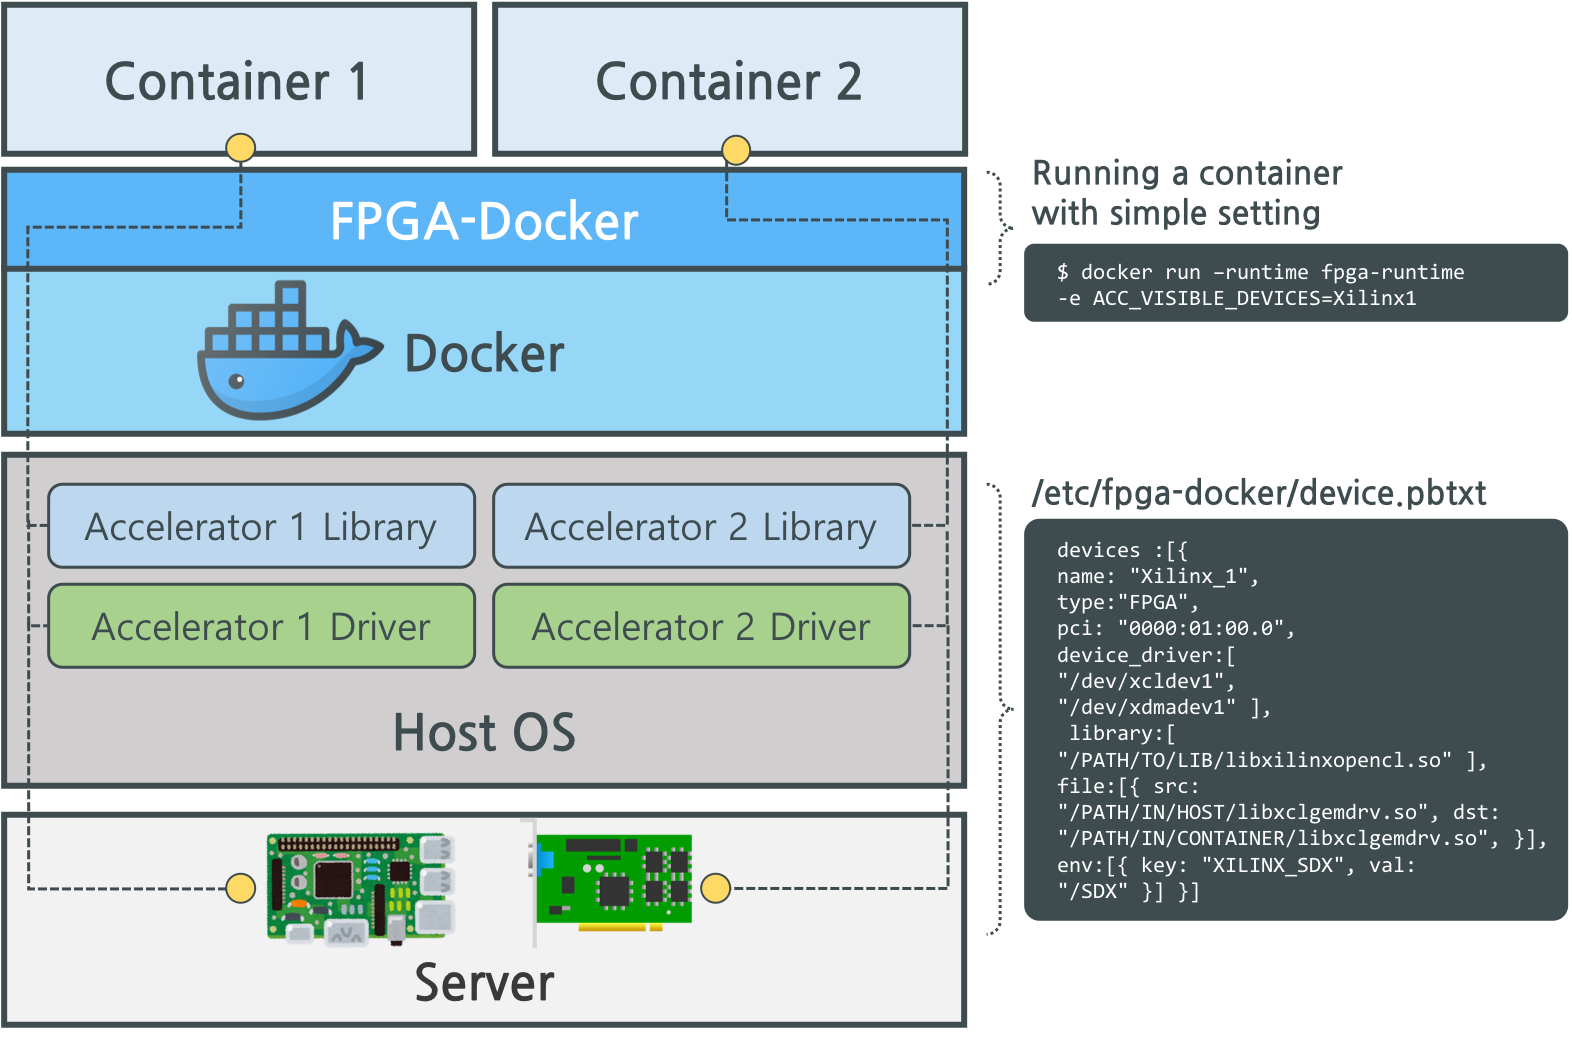 Container 1
Container 2
FPGA-Docker
Docker
Running a container
with simple setting
$ docker run –runtime fpga-runtime
-e ACC_VISIBLE_DEVICES=Xilinx1
Accelerator 1 Library
Accelerator 2 Library
Accelerator 1 Driver
Accelerator 2 Driver
Host OS
/etc/fpga-docker/device.pbtxt
devices :[{
name: "Xilinx_1",
type:"FPGA",
pci: "0000:01:00.0",
device_driver:[
"/dev/xcldev1",
"/dev/xdmadev1" ],
library:[
"/PATH/TO/LIB/libxilinxopencl.so" ],
file:[{ src:
"/PATH/IN/HOST/libxclgemdrv.so", dst:
"/PATH/IN/CONTAINER/libxclgemdrv.so", }],
env:[{ key: "XILINX_SDX", val:
"/SDX" }] }]
Server